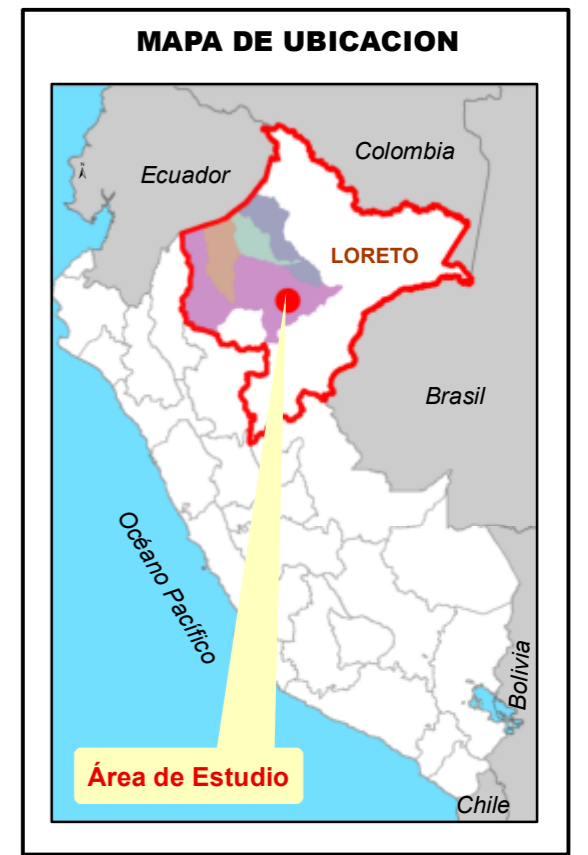 MAPA DE UBICACION
Colombia
Ecuador
N
LORETO
Brasil
Océano Pacífico
Bolivia
Área de Estudio
Chile